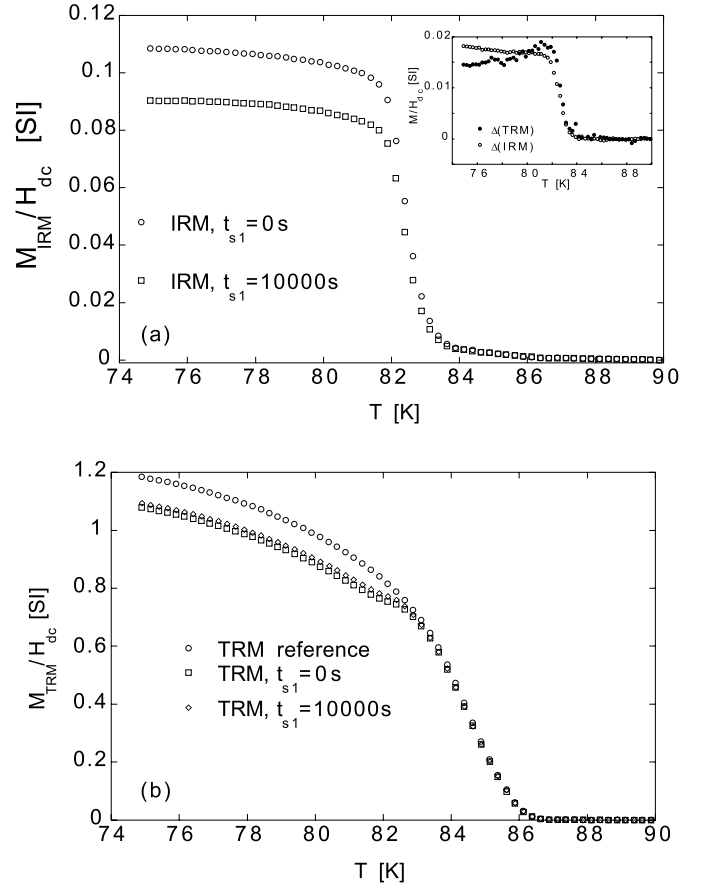 0.12
0.1
0.08
0.06
0.04
0.02
0
M_IRM/H_dc [SI]
0.02
0.01
0
M/H_dc [SI]
Δ(TRM)
Δ(IRM)
76 80 84 88
T [K]
IRM, t_s1=0s
IRM, t_s1=10000s
(a)
74 76 78 80 82 84 86 88 90
T [K]
1.2
1
0.8
0.6
0.4
0.2
0
M_TRM/H_dc [SI]
TRM reference
TRM, t_s1=0s
TRM, t_s1=10000s
(b)
74 76 78 80 82 84 86 88 90
T [K]